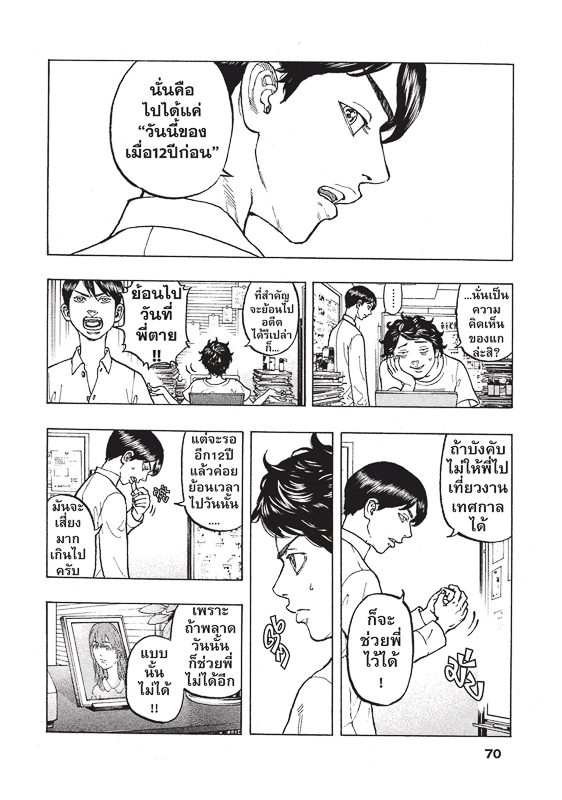 นั่นคือ
ไปได้แค่
“วันนี้ของ
เมื่อ12ปีก่อน”
...นั่นเป็น
ความ
คิดเห็น
ของแก
ล่ะสิ?
......
ที่สำคัญ
จะย้อนไป
อดีต
ได้รึเปล่า
ก็...
ย้อนไป
วันที่
พี่ตาย
!!
ถ้าบังคับ
ไม่ให้พี่ไป
เที่ยวงาน
เทศกาล
ได้
ก็จะ
ช่วยพี่
ไว้ได้
!
แต่จะรอ
อีก12ปี
แล้วค่อย
ย้อนเวลา
ไปวันนั้น
....
มันจะ
เสี่ยง
มาก
เกินไป
ครับ
เพราะ
ถ้าพลาด
วันนั้น
ก็ช่วยพี่
ไม่ได้อีก
แบบ
นั้น
ไม่ได้
!!
70